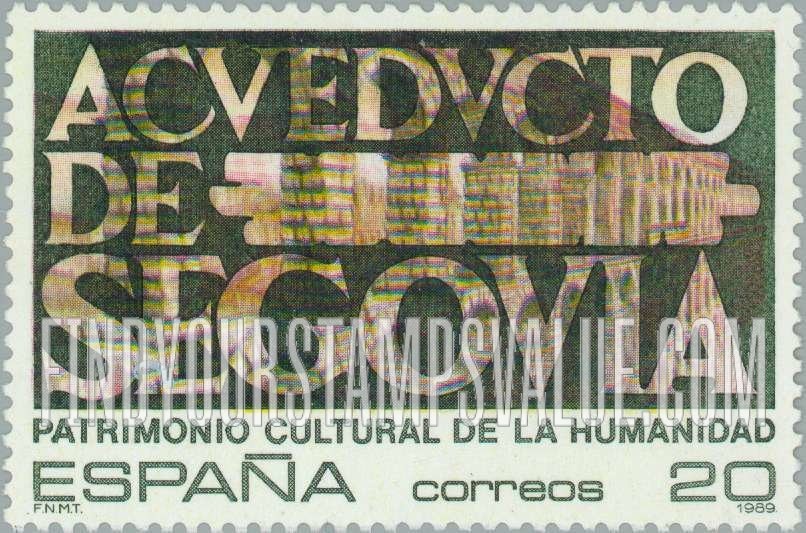 ACVEDVCTO
DE
SEGOVIA
FINDYOURSTAMPSVALUE.COM
PATRIMONIO CULTURAL DE LA HUMANIDAD
ESPAÑA correos 20
F.N.M.T. 1989